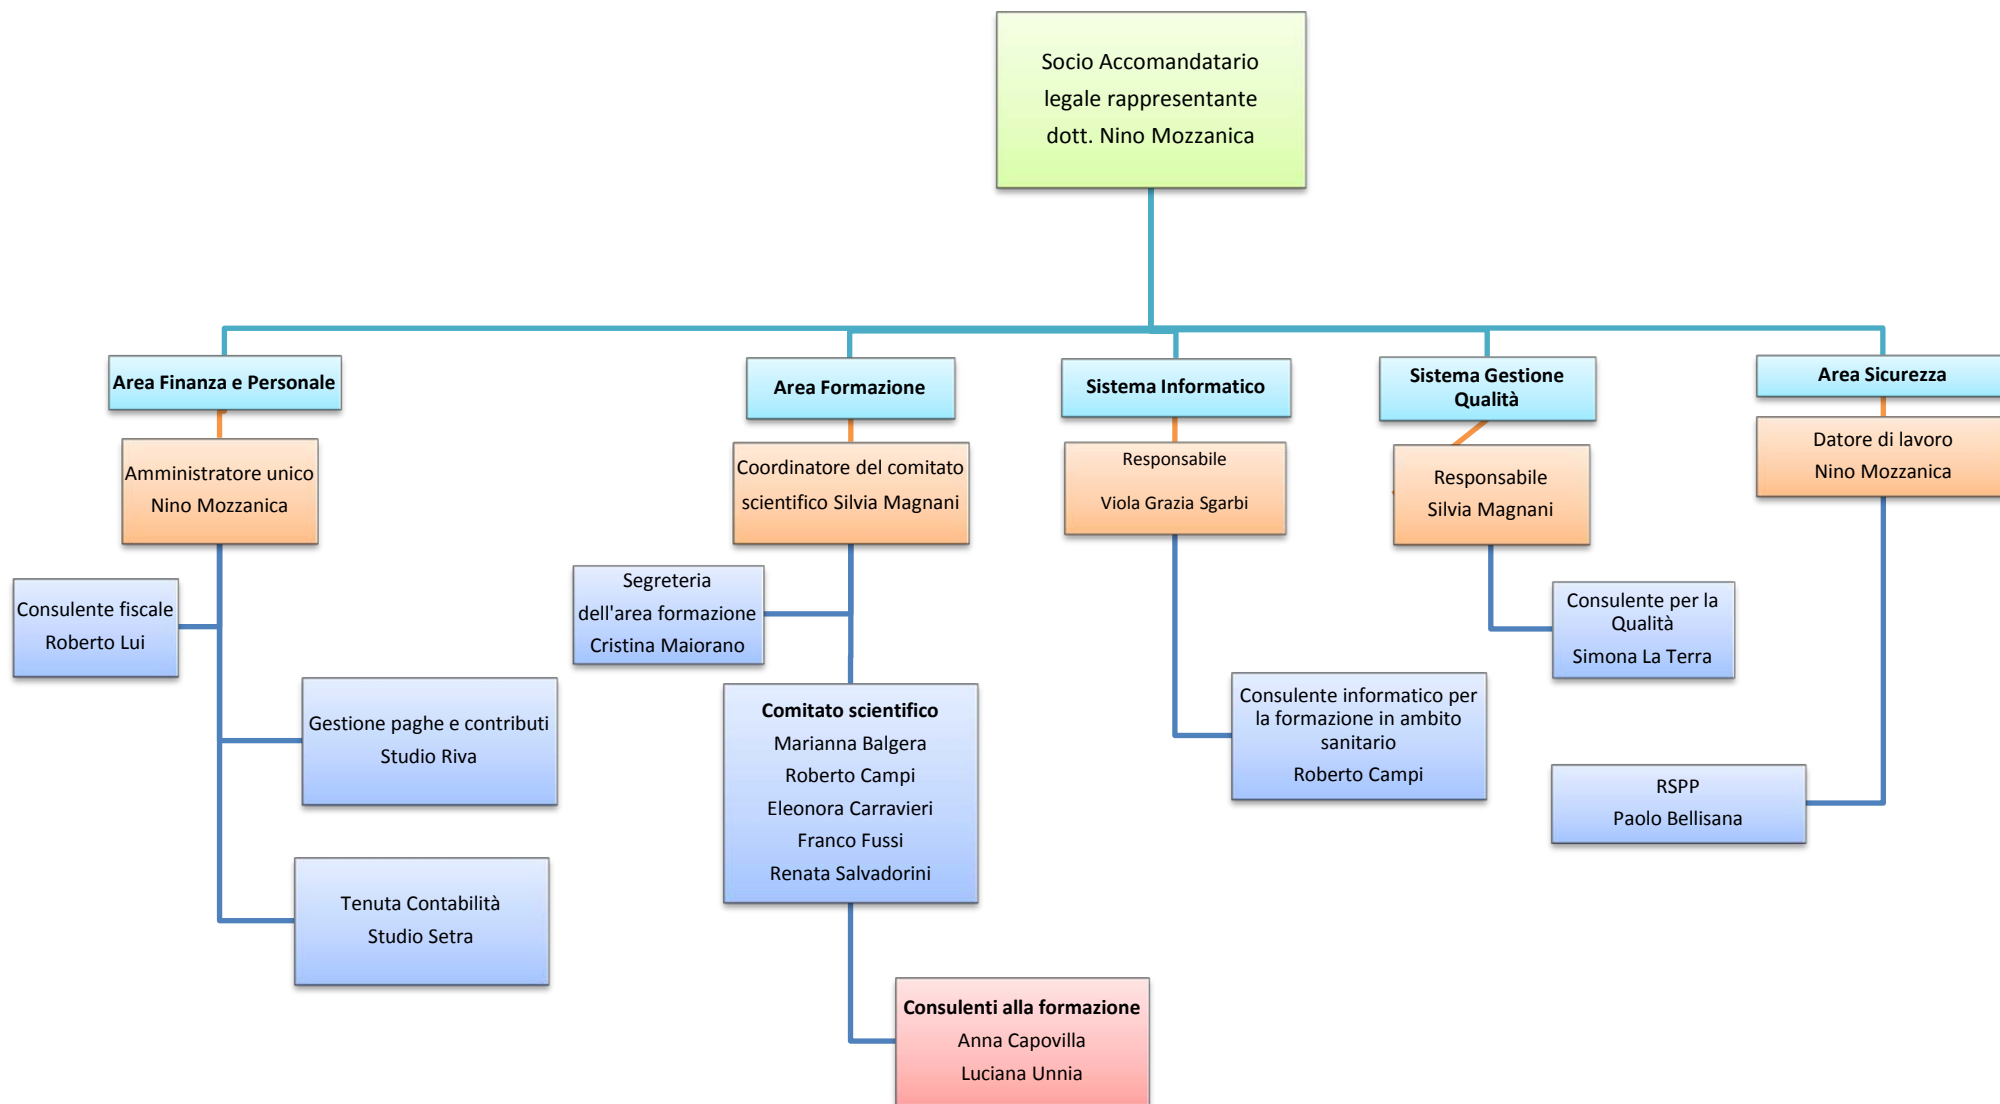 Socio Accomandatario
legale rappresentante
dott. Nino Mozzanica
Area Finanza e Personale
Area Formazione
Sistema Informatico
Sistema Gestione
Qualità
Area Sicurezza
Amministratore unico
Nino Mozzanica
Coordinatore del comitato
scientifico Silvia Magnani
Responsabile
Viola Grazia Sgarbi
Responsabile
Silvia Magnani
Datore di lavoro
Nino Mozzanica
Consulente fiscale
Roberto Lui
Segreteria
dell'area formazione
Cristina Maiorano
Consulente per la
Qualità
Simona La Terra
Gestione paghe e contributi
Studio Riva
Comitato scientifico
Marianna Balgera
Roberto Campi
Eleonora Carravieri
Franco Fussi
Renata Salvadorini
Consulente informatico per
la formazione in ambito
sanitario
Roberto Campi
RSPP
Paolo Bellisana
Tenuta Contabilità
Studio Setra
Consulenti alla formazione
Anna Capovilla
Luciana Unnia